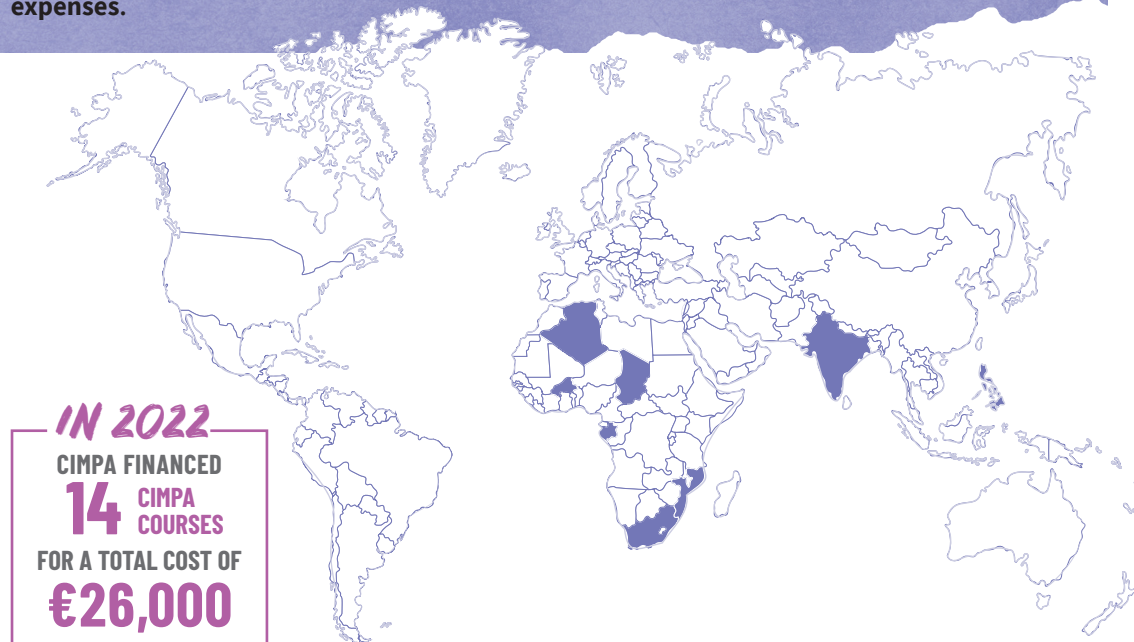 expenses.
IN 2022
CIMPA FINANCED
14 CIMPA
COURSES
FOR A TOTAL COST OF
€26,000